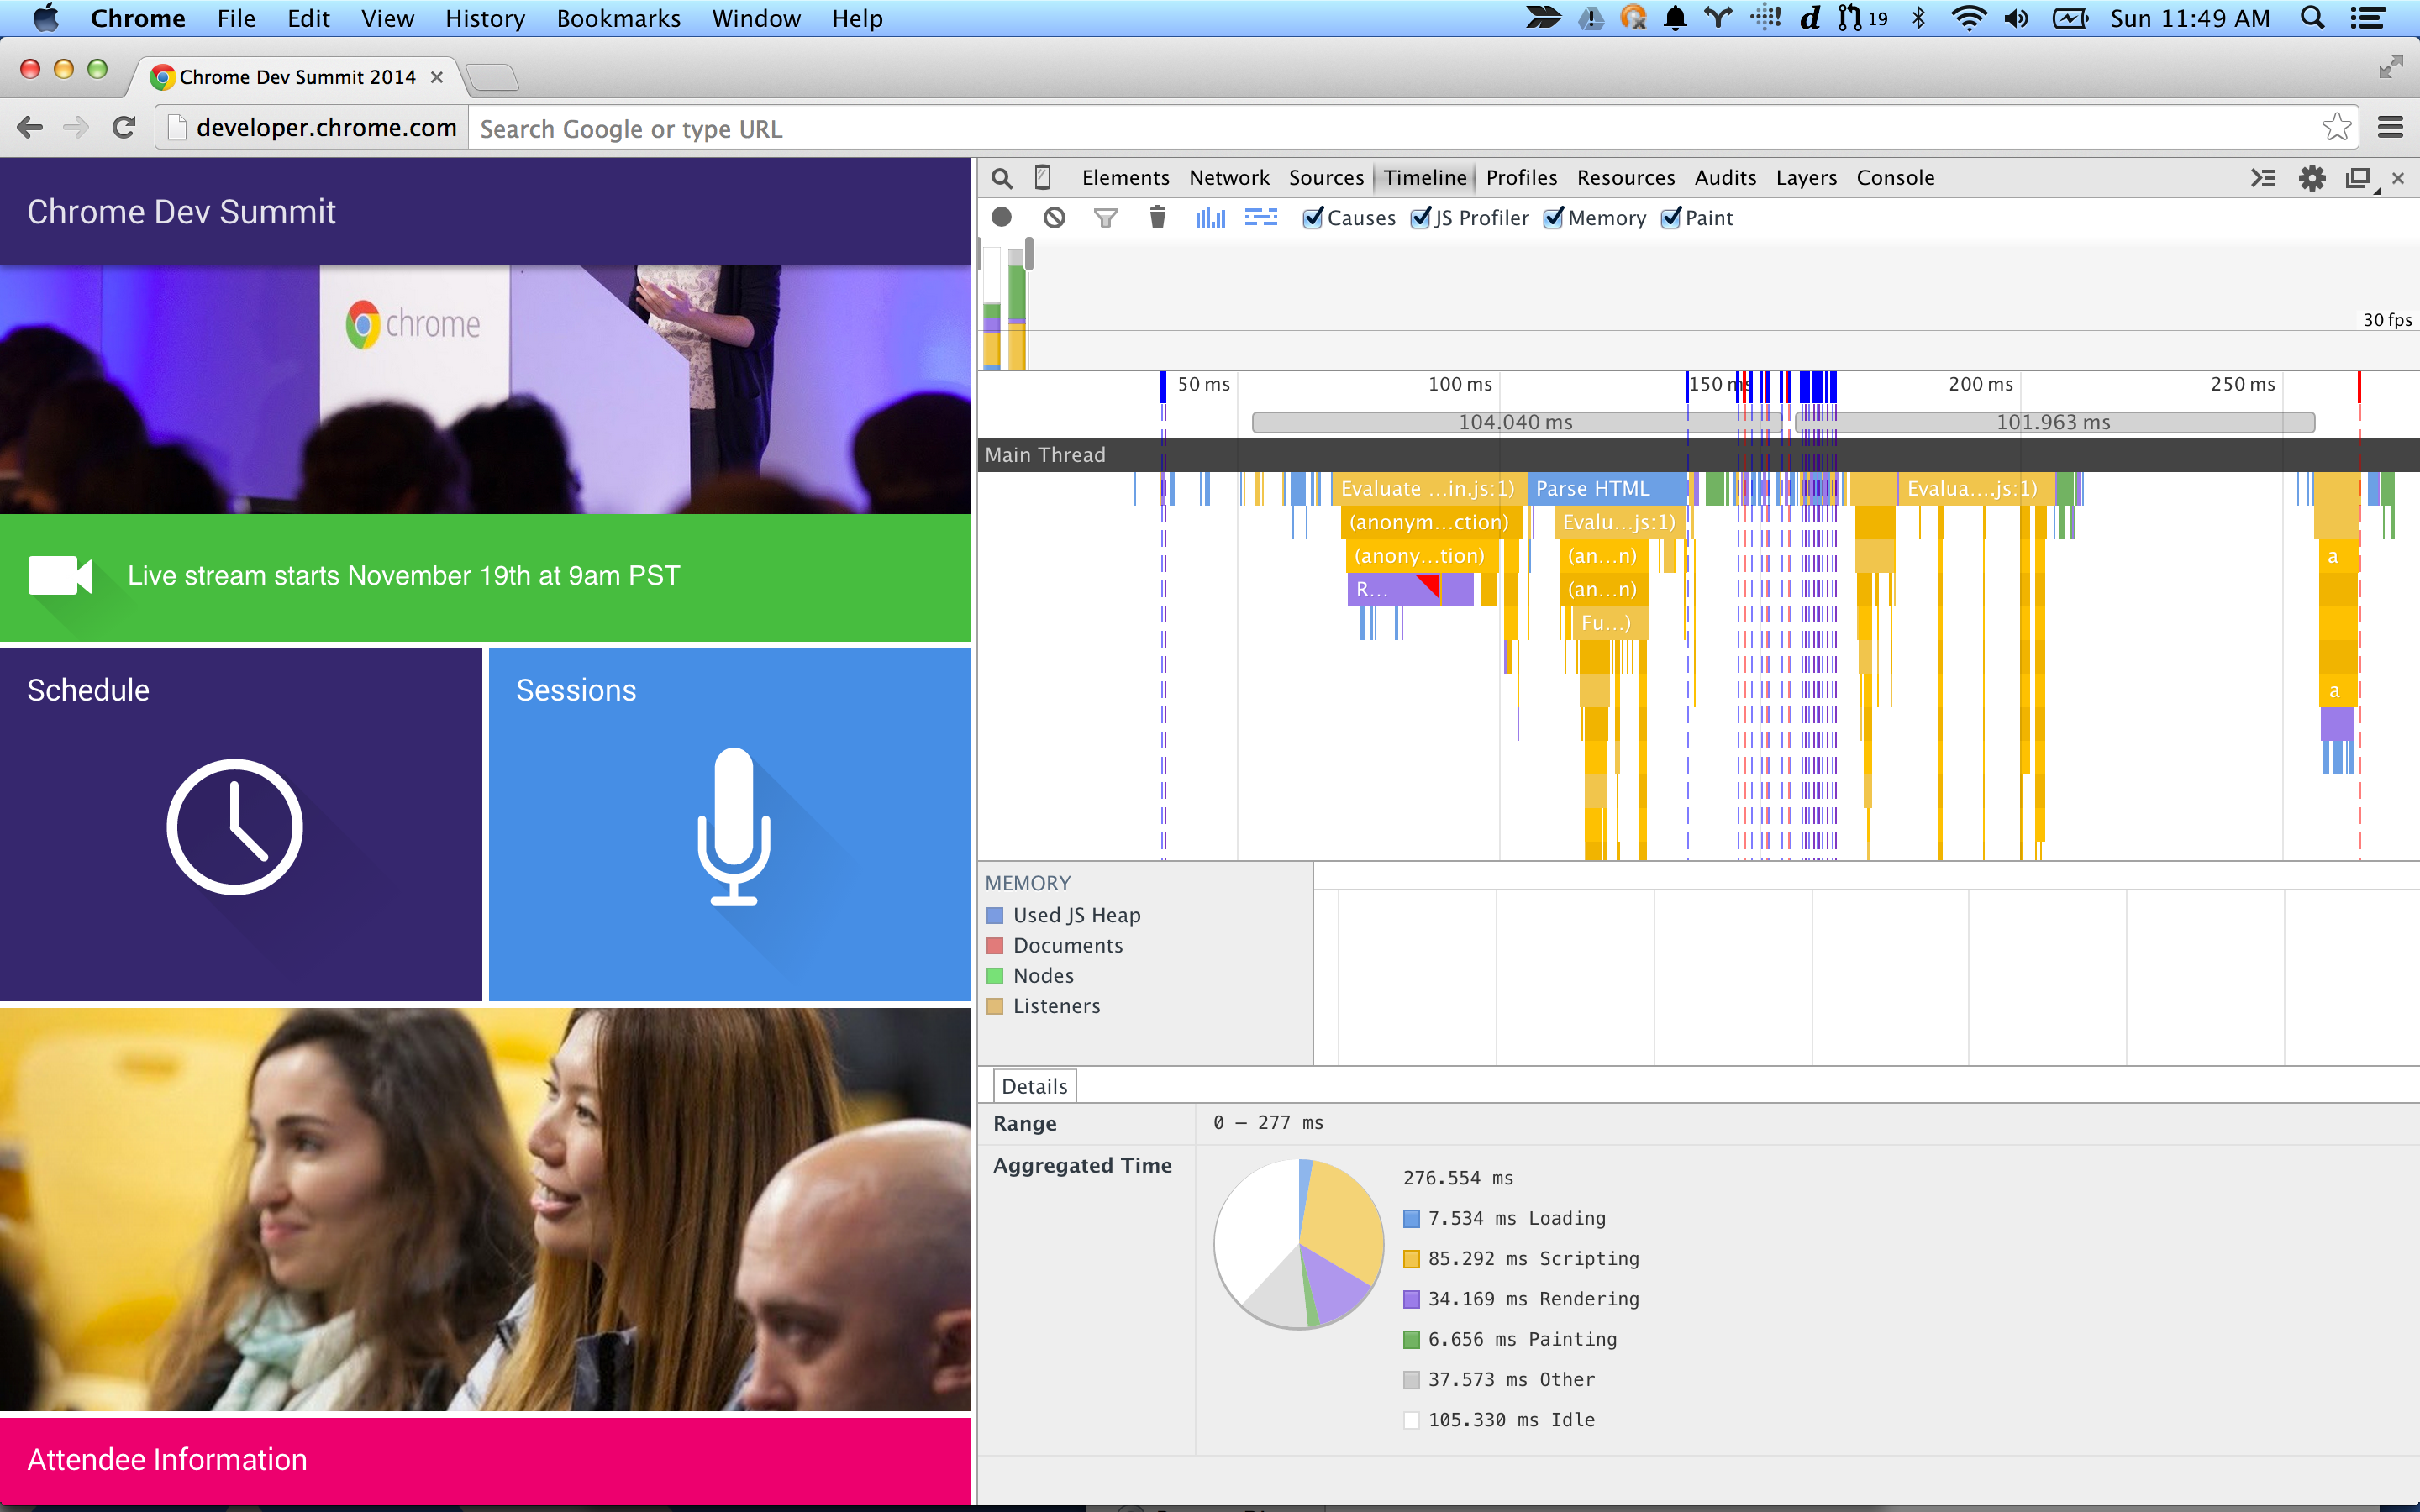 Chrome File Edit View History Bookmarks Window Help
d 19 Sun 11:49 AM
Chrome Dev Summit 2014
developer.chrome.com Search Google or type URL
Chrome Dev Summit
chrome
Live stream starts November 19th at 9am PST
Schedule
Sessions
Attendee Information
Elements Network Sources Timeline Profiles Resources Audits Layers Console
Causes JS Profiler Memory Paint
30 fps
50 ms 100 ms 150 ms 200 ms 250 ms
104.040 ms 101.963 ms
Main Thread
Evaluate ...in.js:1) Parse HTML Evalua....js:1)
(anonym...ction) Evalu...js:1)
(anony...tion) (an...n) a
R... (an...n)
Fu...)
a
MEMORY
Used JS Heap
Documents
Nodes
Listeners
Details
Range 0 – 277 ms
Aggregated Time
276.554 ms
7.534 ms Loading
85.292 ms Scripting
34.169 ms Rendering
6.656 ms Painting
37.573 ms Other
105.330 ms Idle